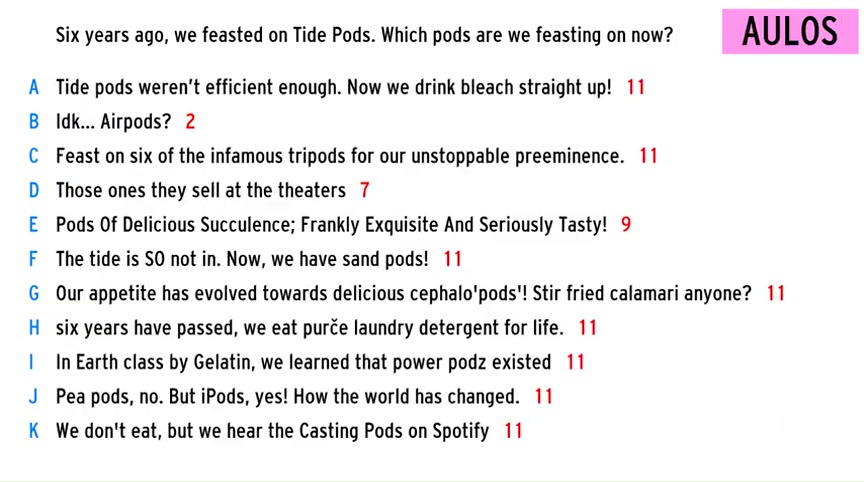 Six years ago, we feasted on Tide Pods. Which pods are we feasting on now?
AULOS
A Tide pods weren't efficient enough. Now we drink bleach straight up! 11
B Idk... Airpods? 2
C Feast on six of the infamous tripods for our unstoppable preeminence. 11
D Those ones they sell at the theaters 7
E Pods Of Delicious Succulence; Frankly Exquisite And Seriously Tasty! 9
F The tide is SO not in. Now, we have sand pods! 11
G Our appetite has evolved towards delicious cephalo'pods'! Stir fried calamari anyone? 11
H six years have passed, we eat purče laundry detergent for life. 11
I In Earth class by Gelatin, we learned that power podz existed 11
J Pea pods, no. But iPods, yes! How the world has changed. 11
K We don't eat, but we hear the Casting Pods on Spotify 11